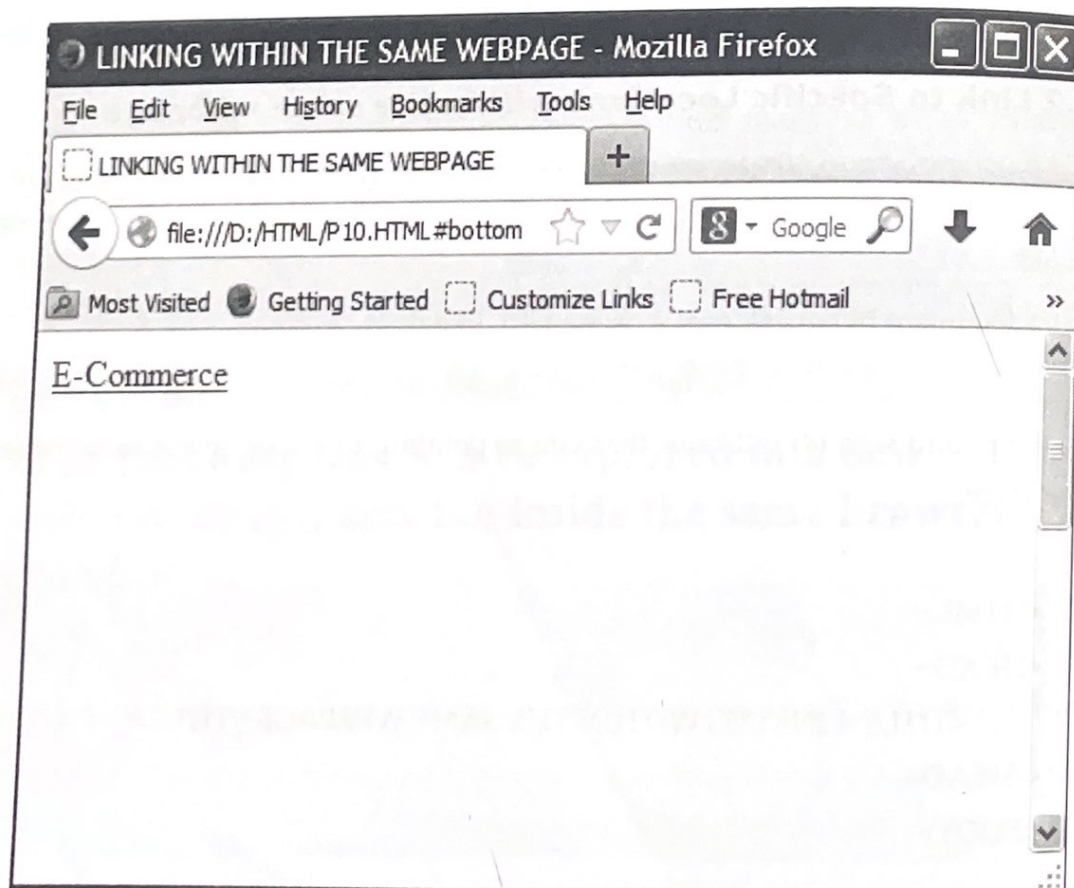 LINKING WITHIN THE SAME WEBPAGE - Mozilla Firefox
File Edit View History Bookmarks Tools Help
LINKING WITHIN THE SAME WEBPAGE +
file:///D:/HTML/P10.HTML#bottom 8 Google
Most Visited Getting Started Customize Links Free Hotmail »
E-Commerce